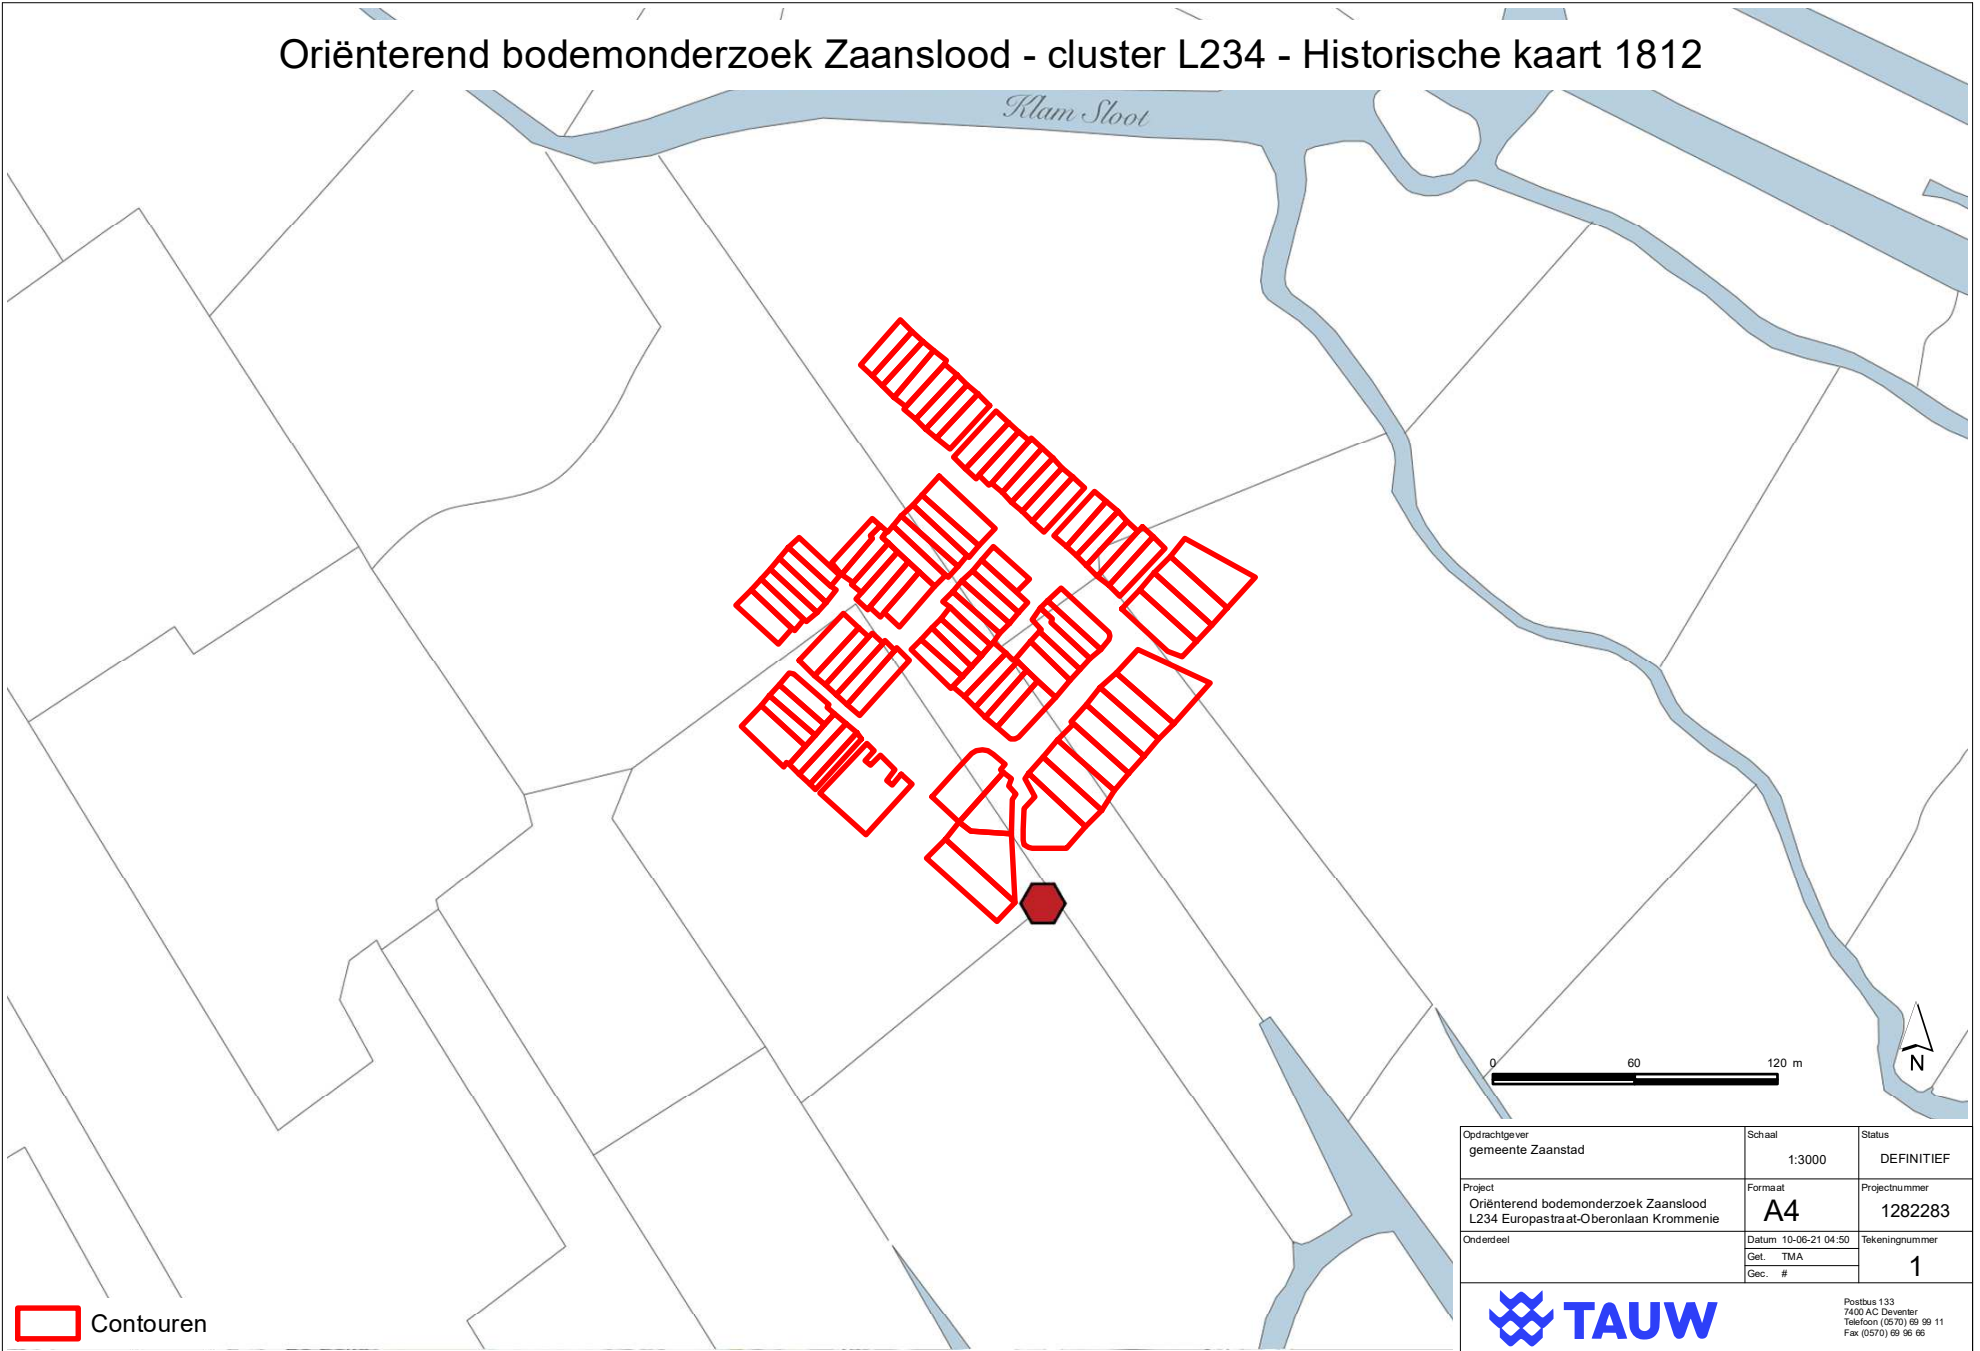 Oriënterend bodemonderzoek Zaanslood - cluster L234 - Historische kaart 1812
Klam Sloot
0 60 120 m
N
Opdrachtgever
gemeente Zaanstad
Schaal
1:3000
Status
DEFINITIEF
Project
Oriënterend bodemonderzoek Zaanslood
L234 Europastraat-Oberonlaan Krommenie
Formaat
A4
Projectnummer
1282283
Onderdeel
Datum 10-06-21 04:50
Get. TMA
Gec. #
Tekeningnummer
1
TAUW
Postbus 133
7400 AC Deventer
Telefoon (0570) 69 99 11
Fax (0570) 69 96 66
Contouren